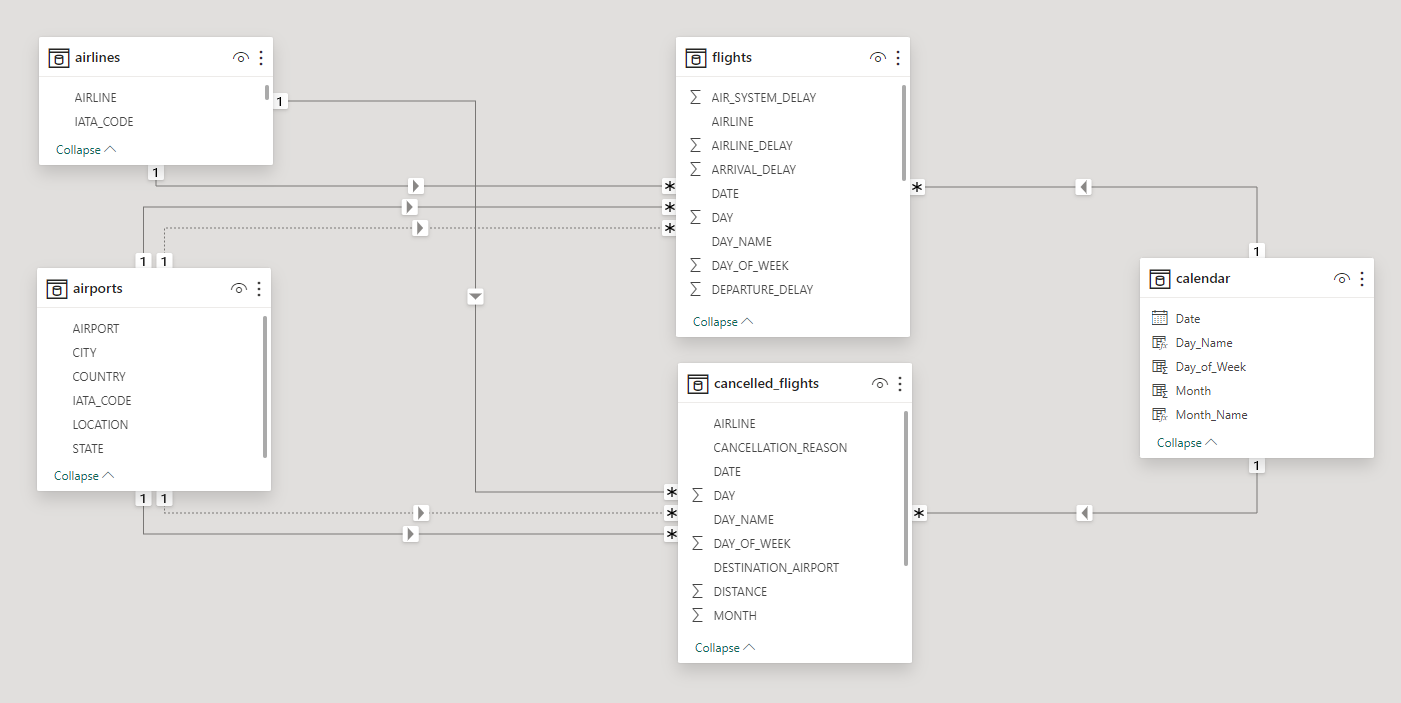 airlines
AIRLINE
IATA_CODE
Collapse
1
1
airports
AIRPORT
CITY
COUNTRY
IATA_CODE
LOCATION
STATE
Collapse
1 1
1 1
flights
AIR_SYSTEM_DELAY
AIRLINE
AIRLINE_DELAY
ARRIVAL_DELAY
DATE
DAY
DAY_NAME
DAY_OF_WEEK
DEPARTURE_DELAY
Collapse
*
*
*
*
cancelled_flights
AIRLINE
CANCELLATION_REASON
DATE
DAY
DAY_NAME
DAY_OF_WEEK
DESTINATION_AIRPORT
DISTANCE
MONTH
Collapse
*
*
*
*
calendar
Date
Day_Name
Day_of_Week
Month
Month_Name
Collapse
1
1